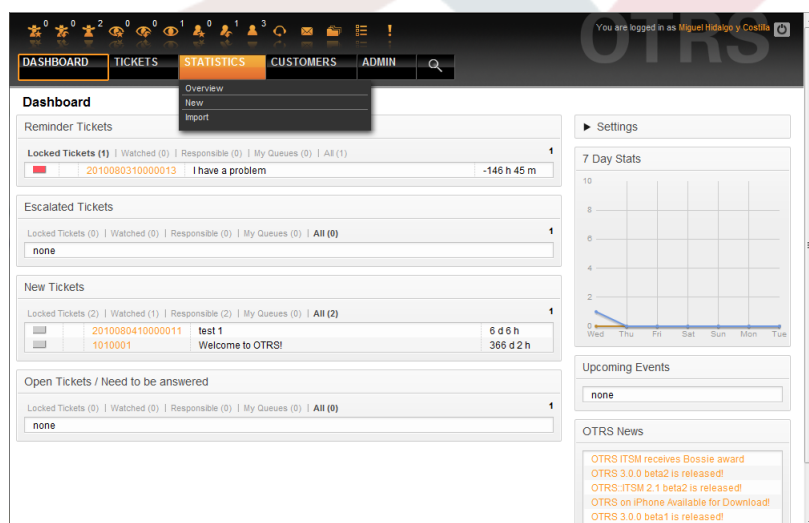 OTRS
0 0 2 0 0 1 0 1 3
You are logged in as Miguel Hidalgo y Costilla
DASHBOARD TICKETS STATISTICS CUSTOMERS ADMIN
Overview
New
Import
Dashboard
Reminder Tickets
Locked Tickets (1) | Watched (0) | Responsible (0) | My Queues (0) | All (1) 1
2010080310000013 I have a problem -146 h 45 m
Escalated Tickets
Locked Tickets (0) | Watched (0) | Responsible (0) | My Queues (0) | All (0) 1
none
New Tickets
Locked Tickets (2) | Watched (1) | Responsible (2) | My Queues (0) | All (2) 1
2010080410000011 test 1 6 d 6 h
1010001 Welcome to OTRS! 366 d 2 h
Open Tickets / Need to be answered
Locked Tickets (0) | Watched (0) | Responsible (0) | My Queues (0) | All (0) 1
none
Settings
7 Day Stats
10
8
6
4
2
0
Wed Thu Fri Sat Sun Mon Tue
Upcoming Events
none
OTRS News
OTRS ITSM receives Bossie award
OTRS 3.0.0 beta2 is released!
OTRS::ITSM 2.1 beta2 is released!
OTRS on iPhone Available for Download!
OTRS 3.0.0 beta1 is released!